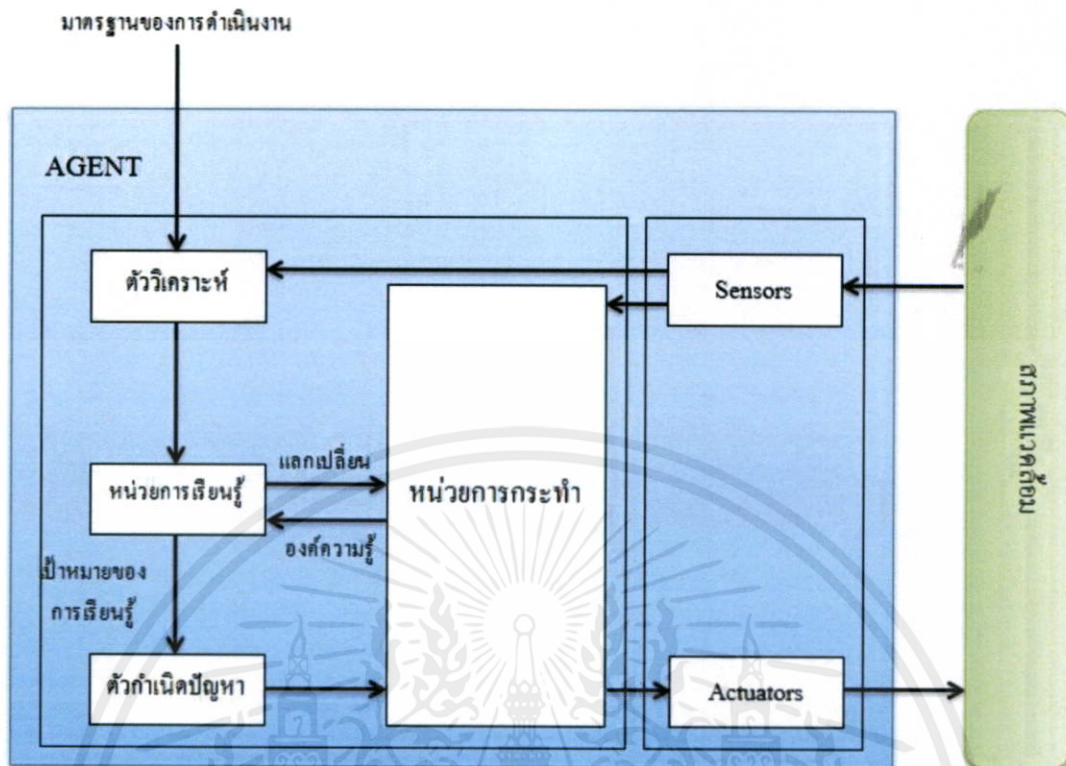 มาตรฐานของการดำเนินงาน
AGENT
ตัววิเคราะห์
Sensors
สภาพแวดล้อม
แลกเปลี่ยน
หน่วยการเรียนรู้
หน่วยการกระทำ
องค์ความรู้
เป้าหมายของ
การเรียนรู้
ตัวกำเนิดปัญหา
Actuators